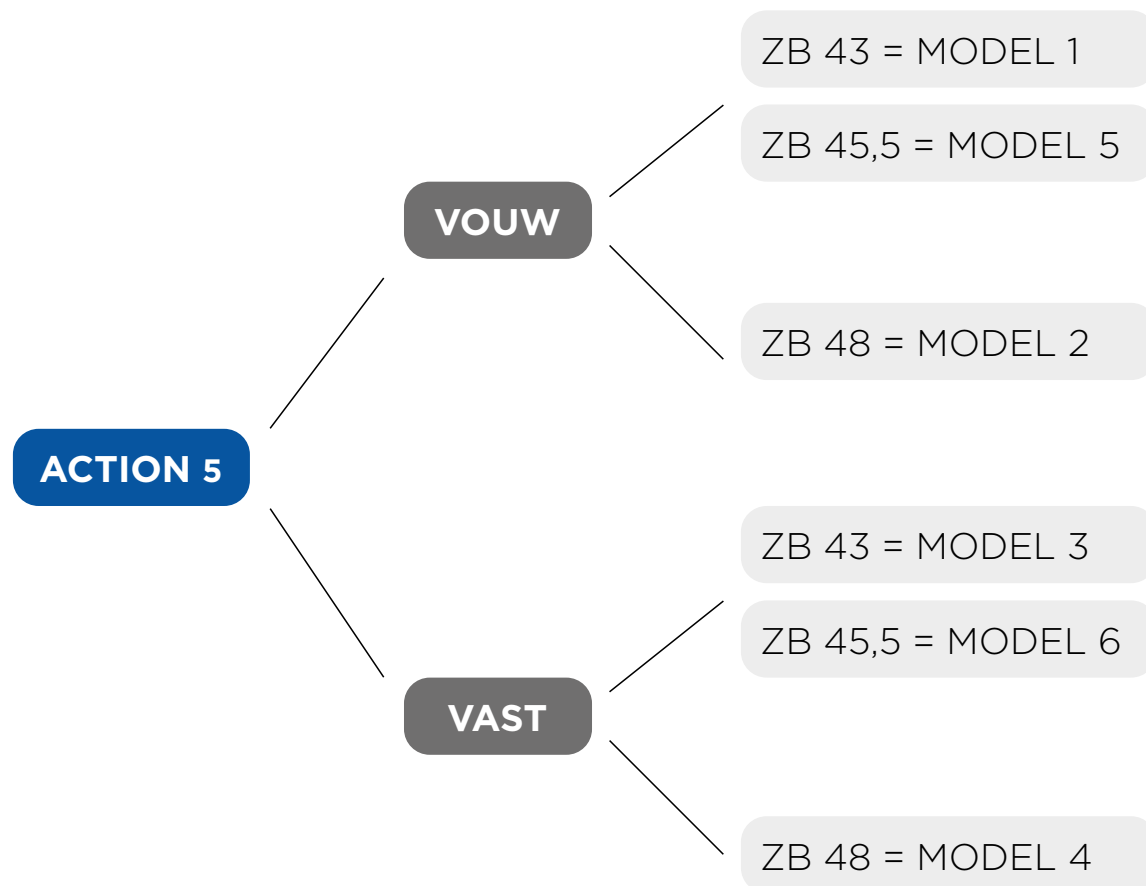 ZB 43 = MODEL 1
ZB 45,5 = MODEL 5
VOUW
ZB 48 = MODEL 2
ACTION 5
ZB 43 = MODEL 3
ZB 45,5 = MODEL 6
VAST
ZB 48 = MODEL 4